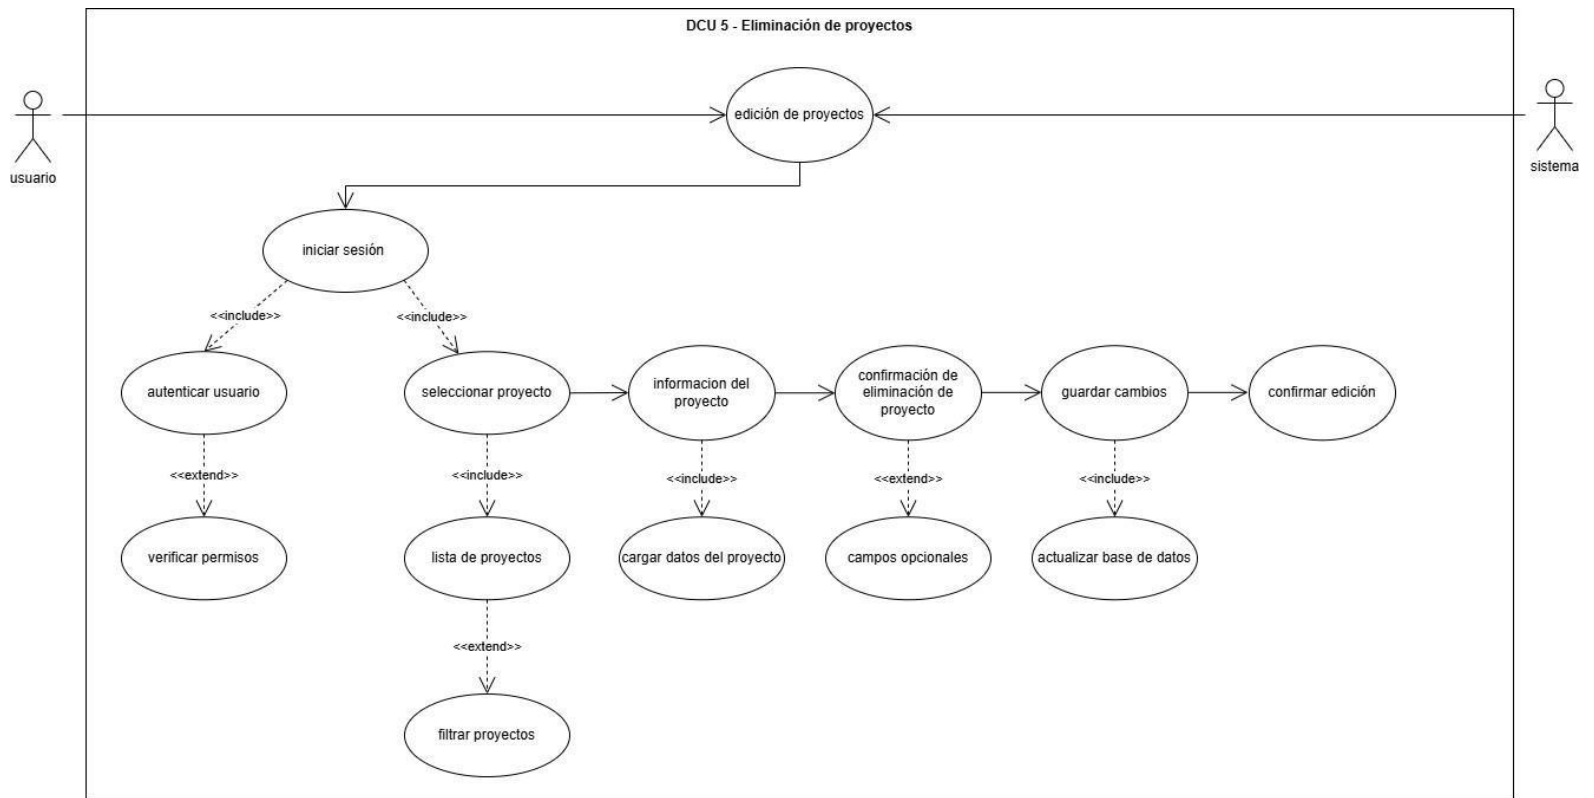 DCU 5 - Eliminación de proyectos
edición de proyectos
usuario
sistema
iniciar sesión
<<include>>
<<include>>
autenticar usuario
seleccionar proyecto
informacion del
proyecto
confirmación de
eliminación de
proyecto
guardar cambios
confirmar edición
<<extend>>
<<include>>
<<include>>
<<extend>>
<<include>>
verificar permisos
lista de proyectos
cargar datos del proyecto
campos opcionales
actualizar base de datos
<<extend>>
filtrar proyectos